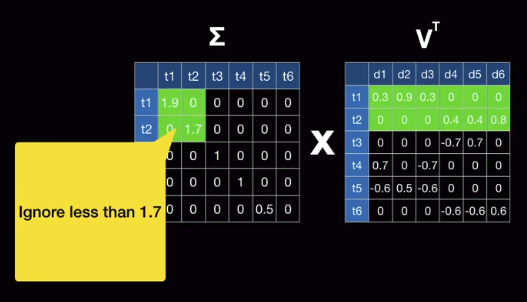 Σ
V^T
t1 t2 t3 t4 t5 t6
t1 1.9 0 0 0 0 0
t2 0 1.7 0 0 0 0
0 0 1 0 0 0
0 0 0 1 0 0
0 0 0 0 0.5 0
X
d1 d2 d3 d4 d5 d6
t1 0.3 0.9 0.3 0 0 0
t2 0 0 0 0.4 0.4 0.8
t3 0 0 0 -0.7 0.7 0
t4 0.7 0 -0.7 0 0 0
t5 -0.6 0.5 -0.6 0 0 0
t6 0 0 0 -0.6 -0.6 0.6
Ignore less than 1.7